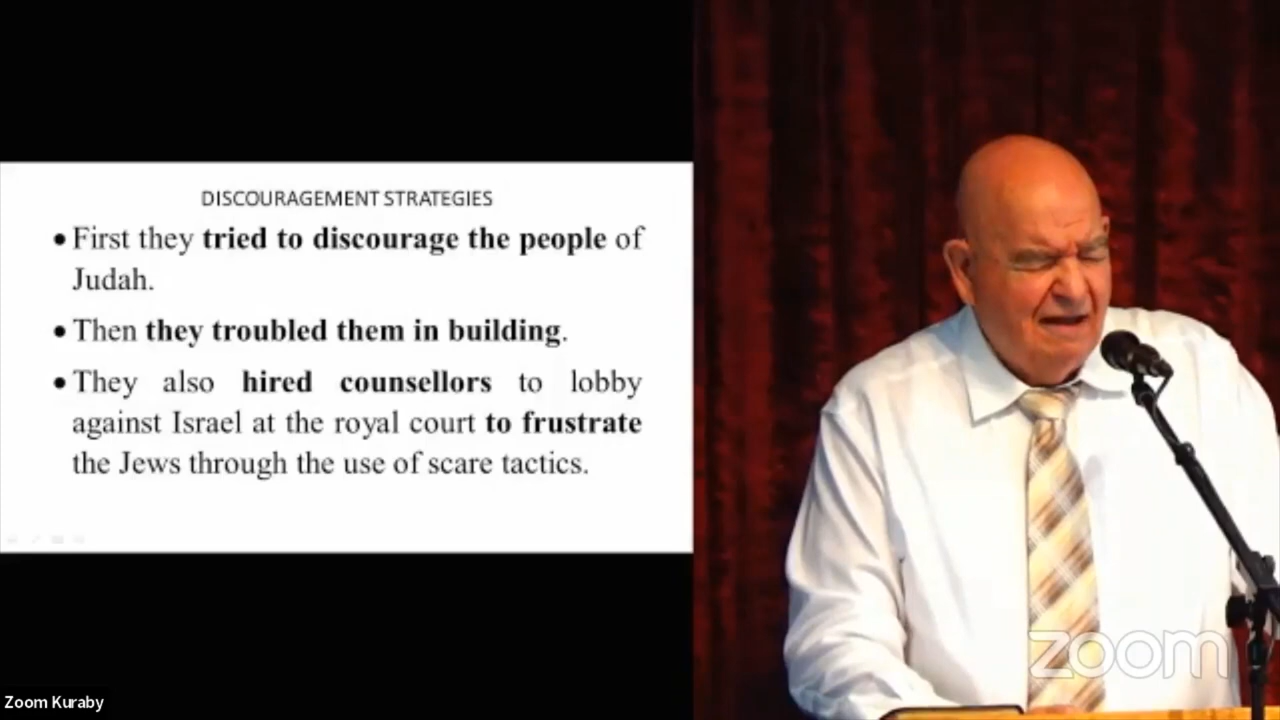 DISCOURAGEMENT STRATEGIES
• First they tried to discourage the people of
Judah.
• Then they troubled them in building.
• They also hired counsellors to lobby
against Israel at the royal court to frustrate
the Jews through the use of scare tactics.
zoom
Zoom Kuraby